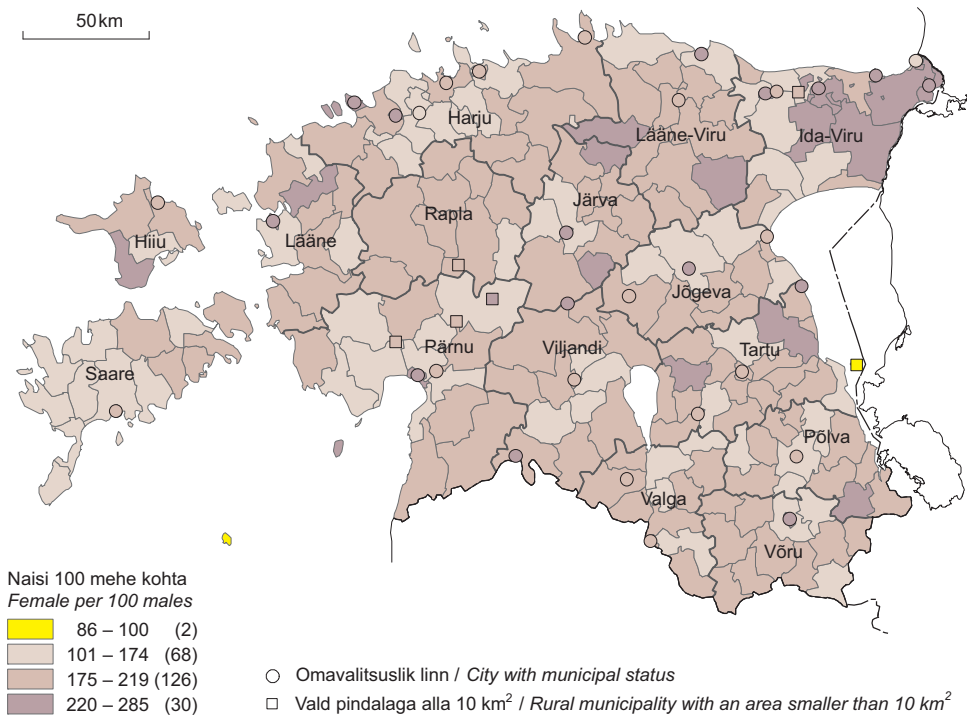 50 km
Harju
Lääne-Viru
Ida-Viru
Järva
Rapla
Hiiu
Lääne
Jõgeva
Pärnu
Viljandi
Tartu
Saare
Põlva
Valga
Võru
Naisi 100 mehe kohta
Female per 100 males
86 – 100 (2)
101 – 174 (68)
175 – 219 (126)
220 – 285 (30)
Omavalitsuslik linn / City with municipal status
Vald pindalaga alla 10 km² / Rural municipality with an area smaller than 10 km²